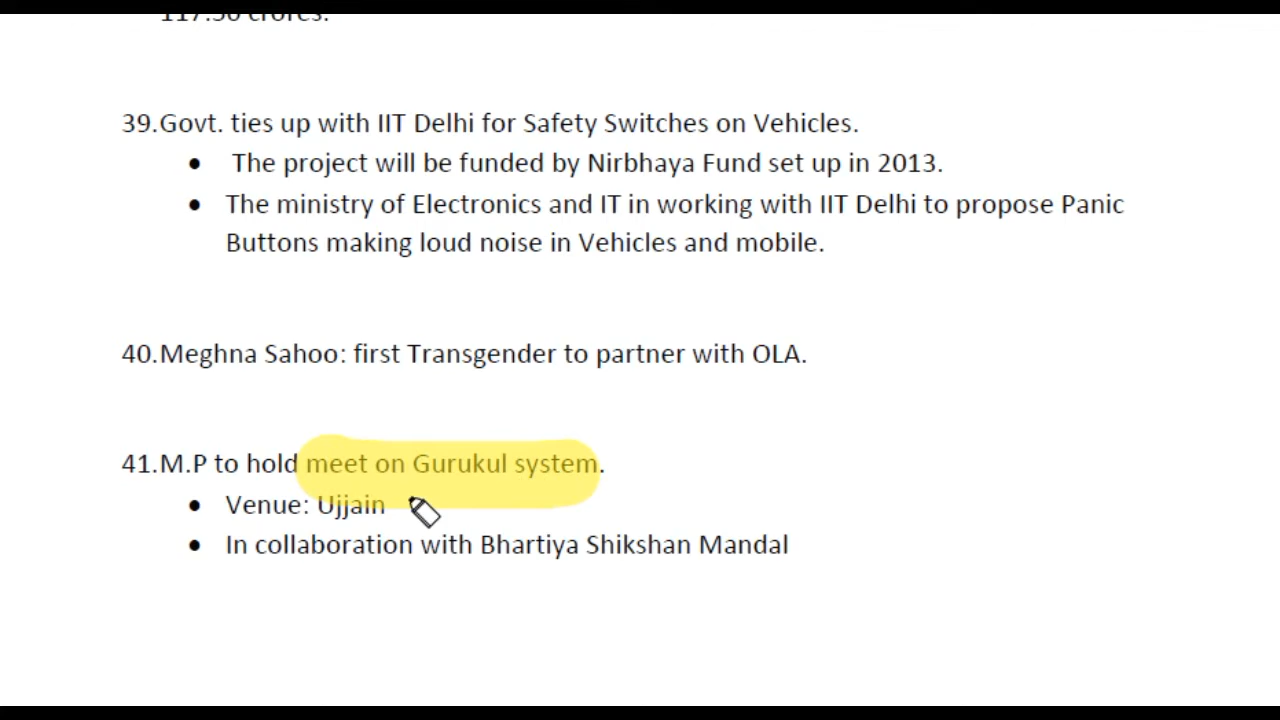 117.30 crores.
39.Govt. ties up with IIT Delhi for Safety Switches on Vehicles.
• The project will be funded by Nirbhaya Fund set up in 2013.
• The ministry of Electronics and IT in working with IIT Delhi to propose Panic
Buttons making loud noise in Vehicles and mobile.
40.Meghna Sahoo: first Transgender to partner with OLA.
41.M.P to hold meet on Gurukul system.
• Venue: Ujjain
• In collaboration with Bhartiya Shikshan Mandal